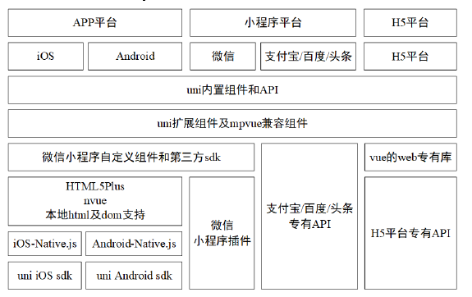 APP平台
小程序平台
H5平台
iOS
Android
微信
支付宝/百度/头条
H5平台
uni内置组件和API
uni扩展组件及mpvue兼容组件
微信小程序自定义组件和第三方sdk
vue的web专有库
HTML5Plus
nvue
本地html及dom支持
支付宝/百度/头条
专有API
微信
小程序插件
H5平台专有API
iOS-Native.js
Android-Native.js
uni iOS sdk
uni Android sdk